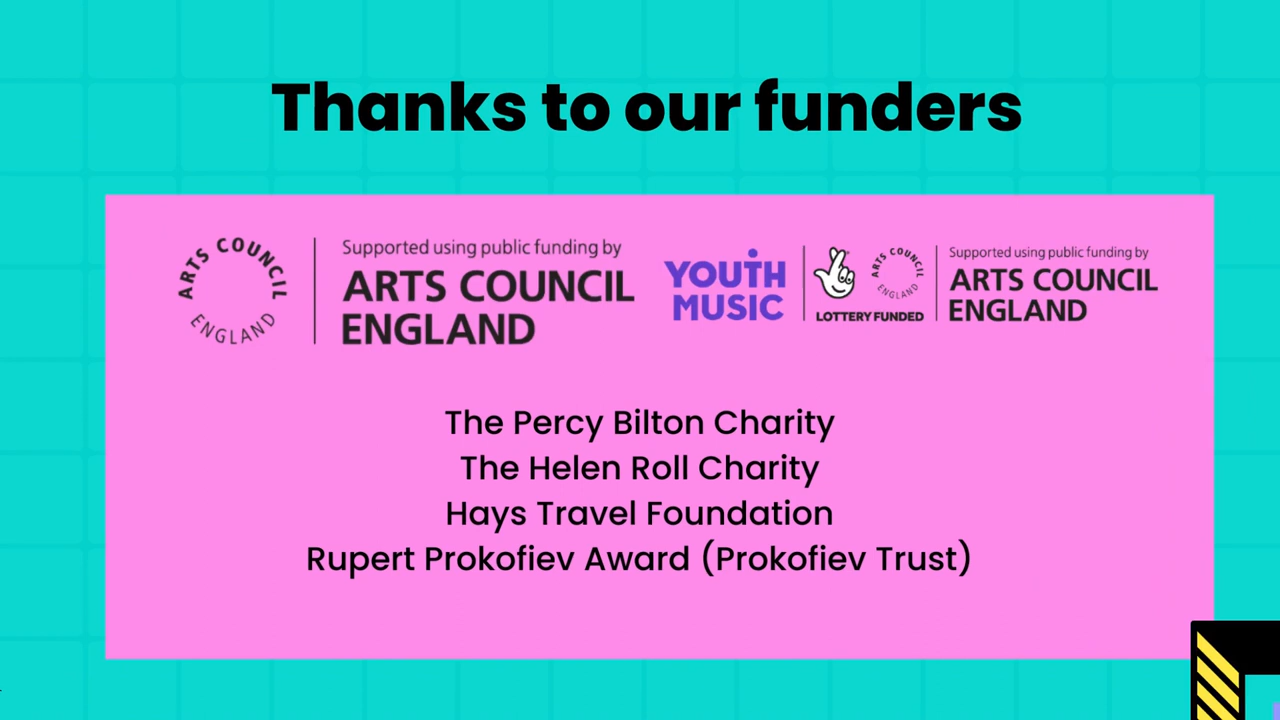 Thanks to our funders
ARTS COUNCIL ENGLAND
Supported using public funding by
ARTS COUNCIL
ENGLAND
YOUTH
MUSIC
ARTS COUNCIL ENGLAND
LOTTERY FUNDED
Supported using public funding by
ARTS COUNCIL
ENGLAND
The Percy Bilton Charity
The Helen Roll Charity
Hays Travel Foundation
Rupert Prokofiev Award (Prokofiev Trust)